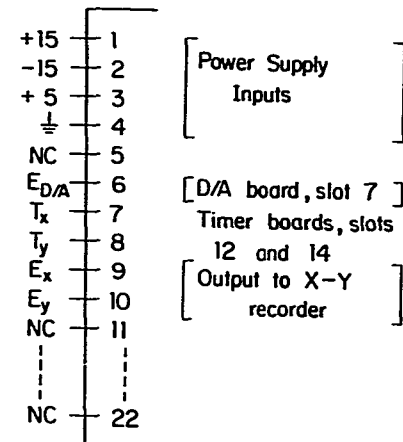 +15 1
-15 2 Power Supply
+ 5 3 Inputs
4
NC 5
E_D/A 6 [D/A board, slot 7]
T_x 7 Timer boards, slots
T_y 8 12 and 14
E_x 9 Output to X-Y
E_y 10 recorder
NC 11
NC 22